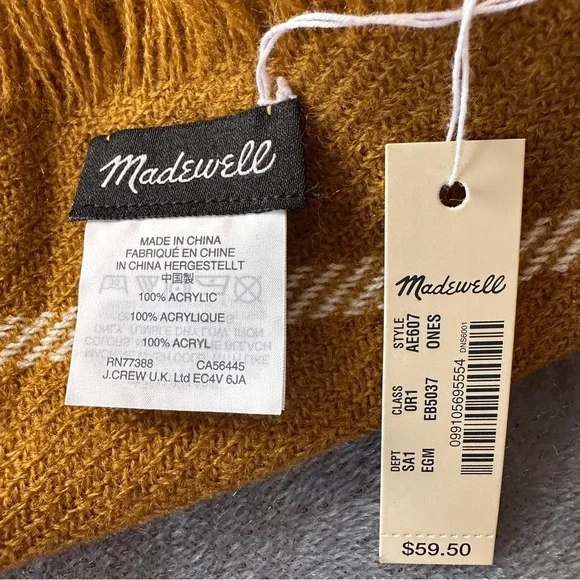 Madewell
MADE IN CHINA
FABRIQUÉ EN CHINE
IN CHINA HERGESTELLT
中国製
100% ACRYLIC
100% ACRYLIQUE
100% ACRYL
RN77388 CA56445
J.CREW U.K. Ltd EC4V 6JA
Madewell
STYLE CLASS DEPT
AE607 0R1 SA1
ONES EB5037 EGM
099105695554
DNS6001
$59.50